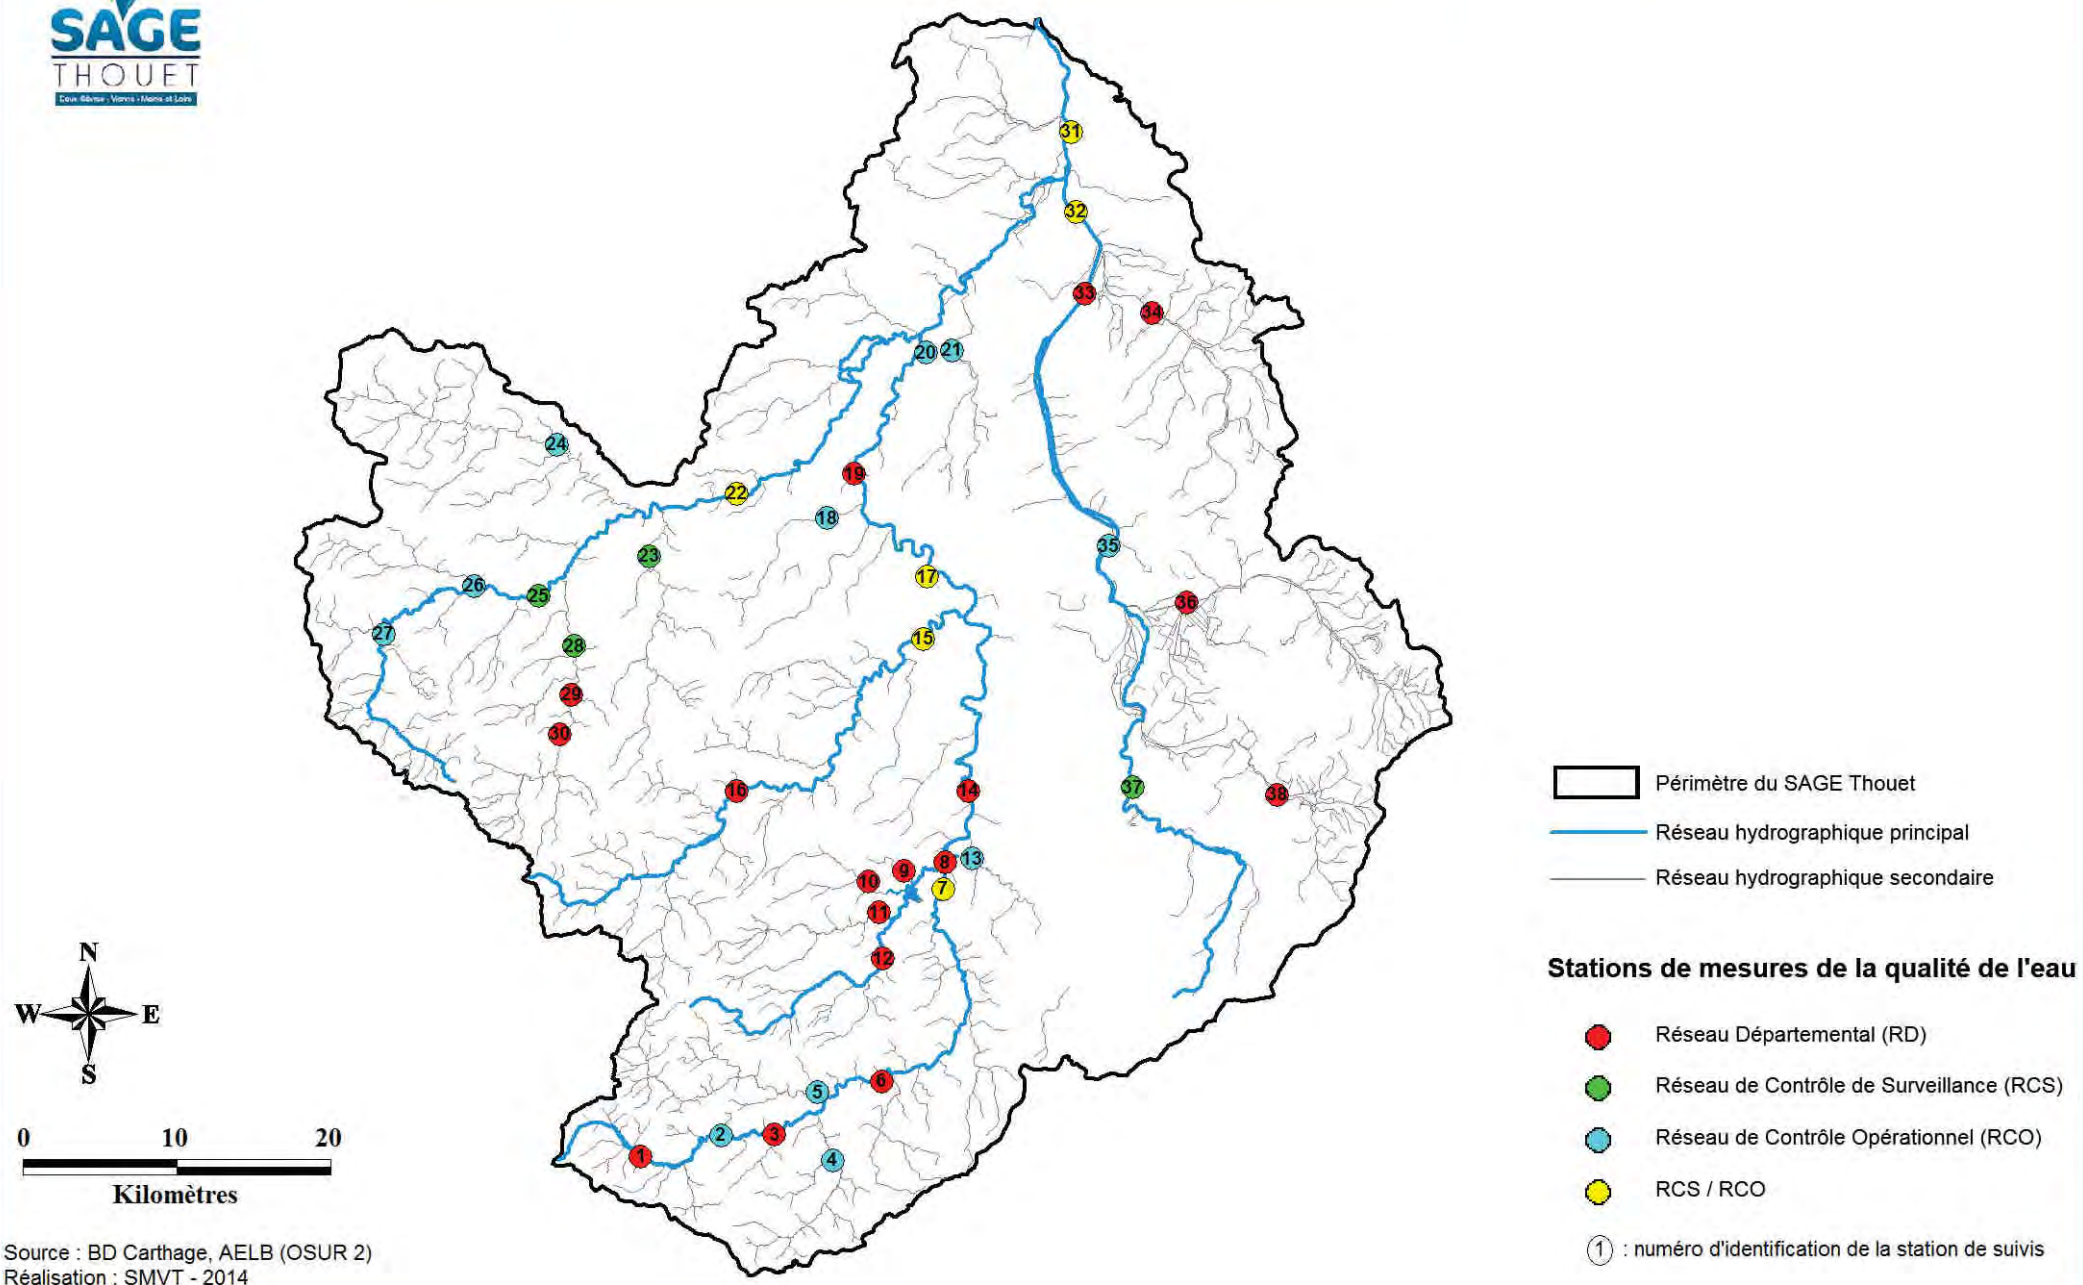 SAGE
THOUET
31
32
33
34
20
21
24
19
22
18
35
23
17
26
25
36
27
15
28
29
30
37
16
14
38
8
13
9
10
7
11
12
N
W
E
S
6
5
2
3
1
4
0 10 20
Kilomètres
Source : BD Carthage, AELB (OSUR 2)
Réalisation : SMVT - 2014
Périmètre du SAGE Thouet
Réseau hydrographique principal
Réseau hydrographique secondaire
Stations de mesures de la qualité de l'eau
Réseau Départemental (RD)
Réseau de Contrôle de Surveillance (RCS)
Réseau de Contrôle Opérationnel (RCO)
RCS / RCO
1 : numéro d'identification de la station de suivis